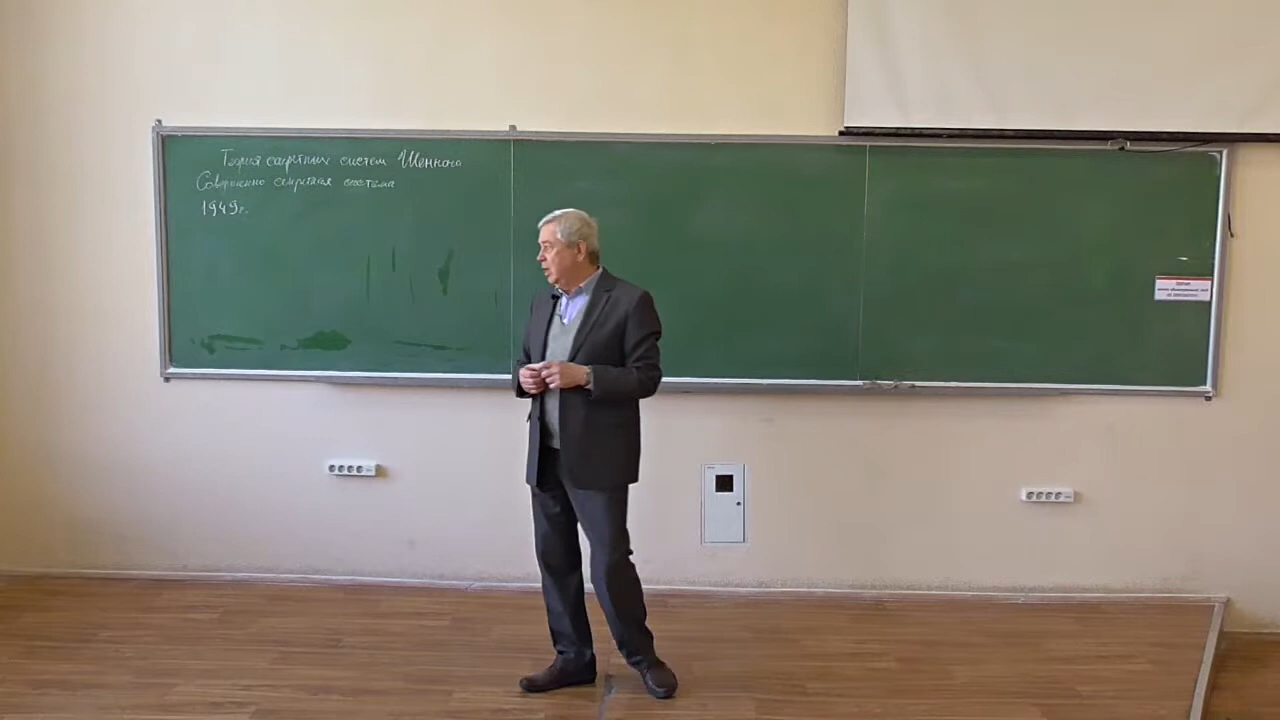 Теория секретных систем Шеннона
Совершенно секретная система
1949г.